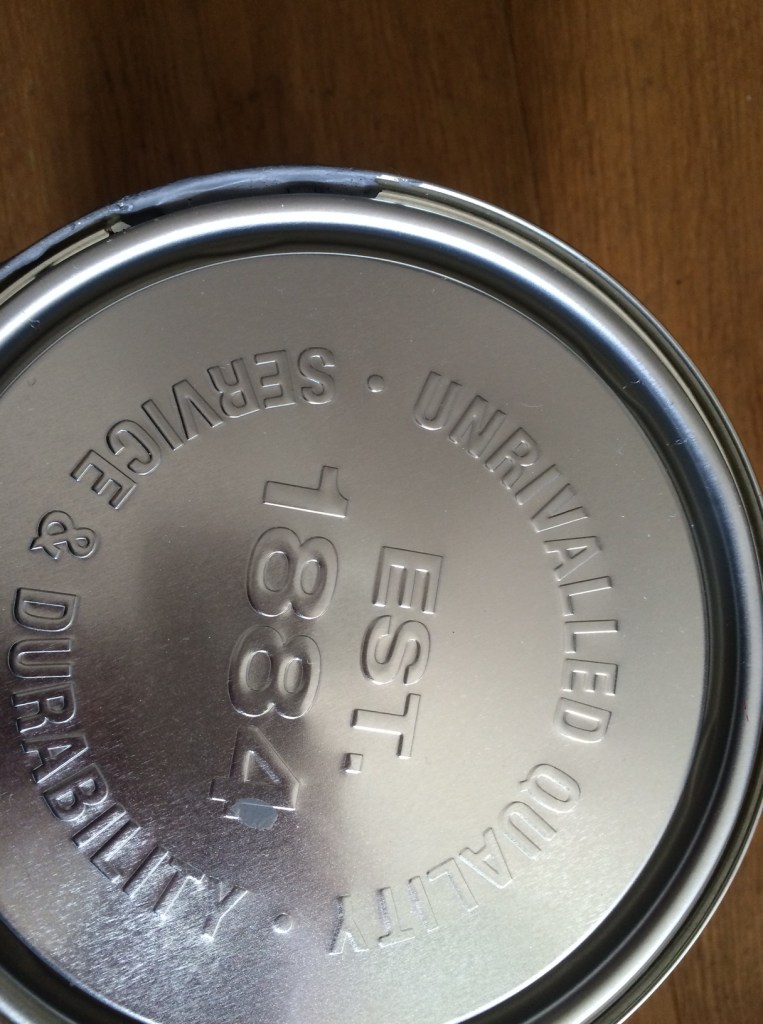 UNRIVALLED QUALITY ·
EST.
1884
SERVICE & DURABILITY ·